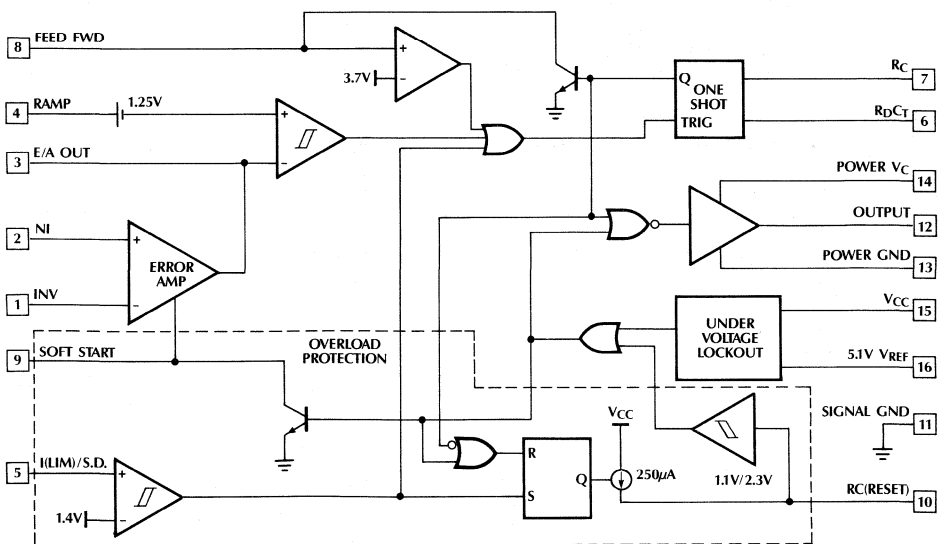 8 FEED FWD
3.7V
+
−
4 RAMP
1.25V
+
−
3 E/A OUT
2 NI
+
ERROR
AMP
−
1 INV
Q ONE
SHOT
TRIG
RC 7
RDCT 6
POWER VC
14
OUTPUT
12
POWER GND
13
UNDER
VOLTAGE
LOCKOUT
VCC
15
5.1V VREF
16
OVERLOAD
PROTECTION
9 SOFT START
SIGNAL GND
11
5 I(LIM)/S.D.
+
1.4V
−
R
S
Q
VCC
250µA
1.1V/2.3V
RC(RESET)
10